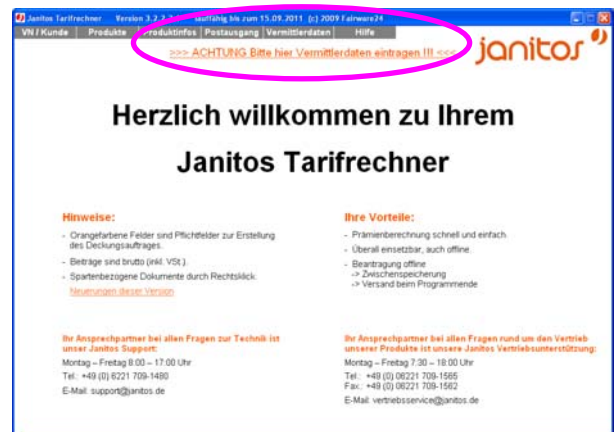 Janitos Tarifrechner Version 3.2.2 lauffähig bis zum 15.09.2011 (c) 2009 Fairware24
VN / Kunde Produkte Produktinfos Postausgang Vermittlerdaten Hilfe
>>> ACHTUNG Bitte hier Vermittlerdaten eintragen !!! <<<
janitos
Herzlich willkommen zu Ihrem
Janitos Tarifrechner
Hinweise:
- Orangefarbene Felder sind Pflichtfelder zur Erstellung
des Deckungsauftrages.
- Beiträge sind brutto (inkl. VSt.).
- Spartenbezogene Dokumente durch Rechtsklick.
Neuerungen dieser Version
Ihr Ansprechpartner bei allen Fragen zur Technik ist
unser Janitos Support:
Montag – Freitag 8:00 – 17:00 Uhr
Tel.: +49 (0) 6221 709-1480
E-Mail: support@janitos.de
Ihre Vorteile:
- Prämienberechnung schnell und einfach.
- Überall einsetzbar, auch offline.
- Beantragung offline
-> Zwischenspeicherung
-> Versand beim Programmende
Ihr Ansprechpartner bei allen Fragen rund um den Vertrieb
unserer Produkte ist unsere Janitos Vertriebsunterstützung:
Montag – Freitag 7:30 – 18:00 Uhr
Tel.: +49 (0) 06221 709-1565
Fax.: +49 (0) 06221 709-1562
E-Mail: vertriebsservice@janitos.de